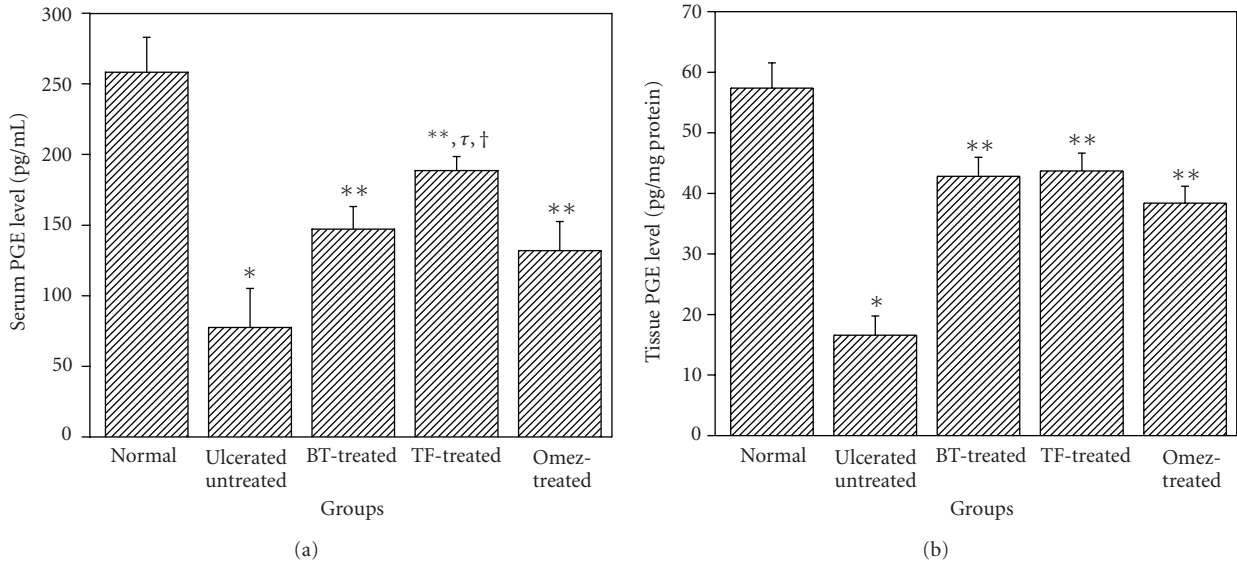 300
250
200
150
100
50
0
Serum PGE level (pg/mL)
*
**
**, τ, †
**
Normal
Ulcerated
untreated
BT-treated
TF-treated
Omez-
treated
Groups
(a)
70
60
50
40
30
20
10
0
Tissue PGE level (pg/mg protein)
*
**
**
**
Normal
Ulcerated
untreated
BT-treated
TF-treated
Omez-
treated
Groups
(b)